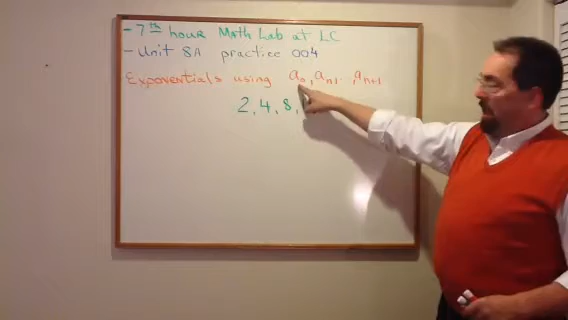 - 7th hour Math Lab at LC
- Unit 8A practice 004
Exponentials using a₀, aₙ₋₁, aₙ₊₁
2, 4, 8,